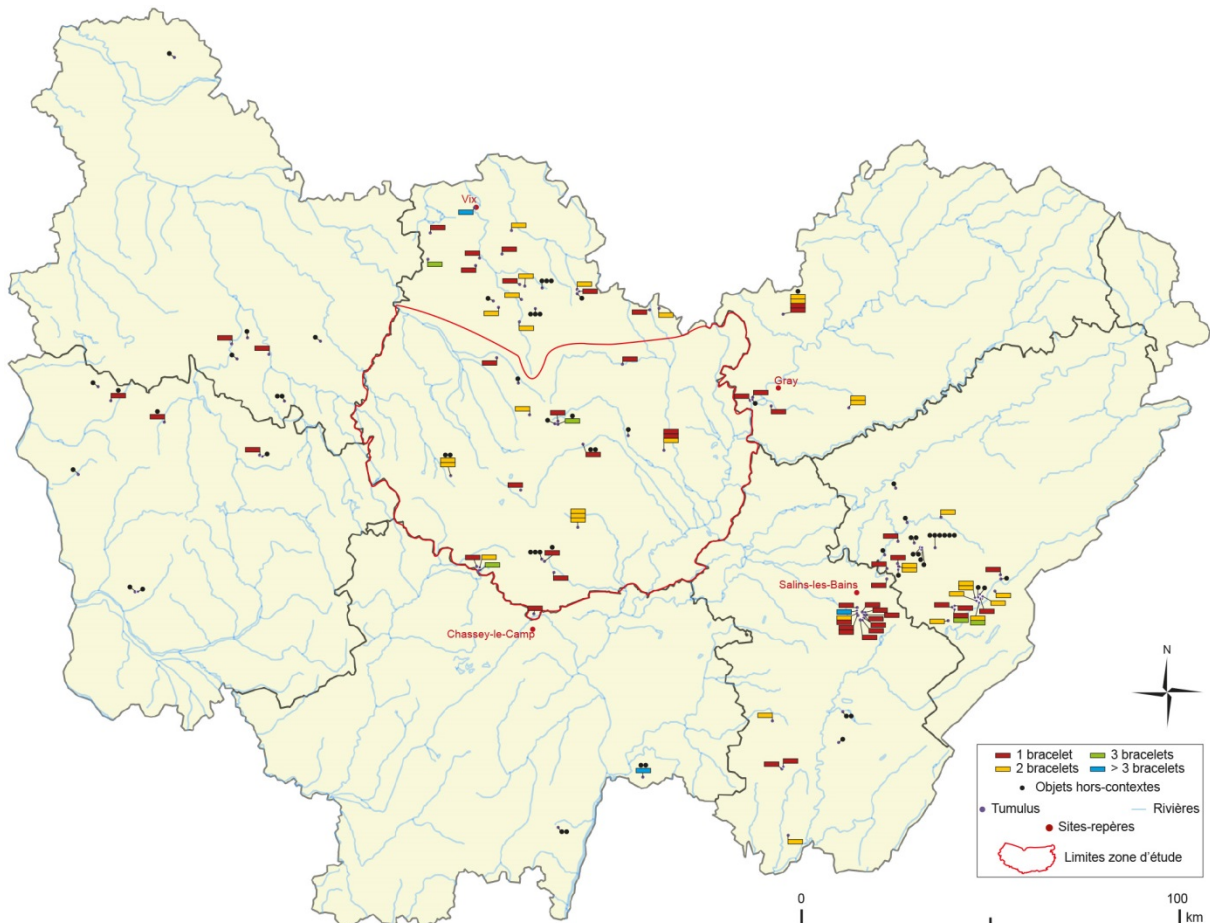 Vix
Gray
Salins-les-Bains
Chassey-le-Camp
N
1 bracelet
3 bracelets
2 bracelets
> 3 bracelets
Objets hors-contextes
Tumulus
Rivières
Sites-repères
Limites zone d'étude
0
100
km